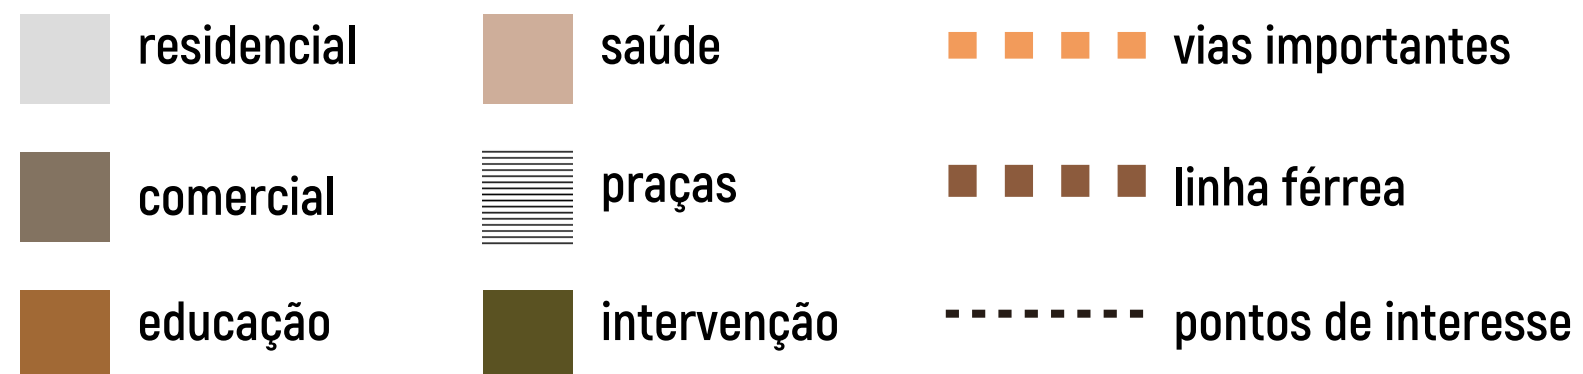 residencial
comercial
educação
saúde
praças
intervenção
vias importantes
linha férrea
pontos de interesse